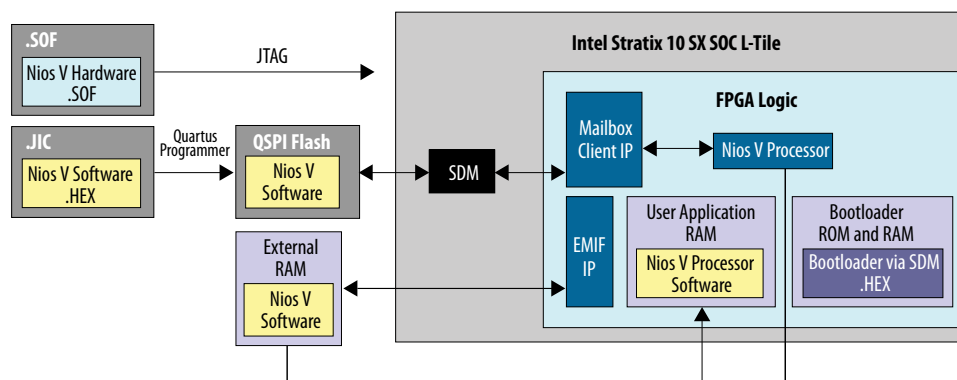 .SOF
Nios V Hardware
.SOF
JTAG
.JIC
Nios V Software
.HEX
Quartus
Programmer
QSPI Flash
Nios V
Software
External
RAM
Nios V
Software
SDM
Intel Stratix 10 SX SOC L-Tile
FPGA Logic
Mailbox
Client IP
Nios V Processor
EMIF
IP
User Application
RAM
Nios V Processor
Software
Bootloader
ROM and RAM
Bootloader via SDM
.HEX